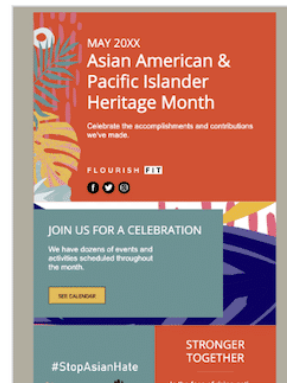 MAY 20XX
Asian American &
Pacific Islander
Heritage Month
Celebrate the accomplishments and contributions
we've made.
FLOURISH FIT
JOIN US FOR A CELEBRATION
We have dozens of events and
activities scheduled throughout
the month.
SEE CALENDAR
#StopAsianHate
STRONGER
TOGETHER